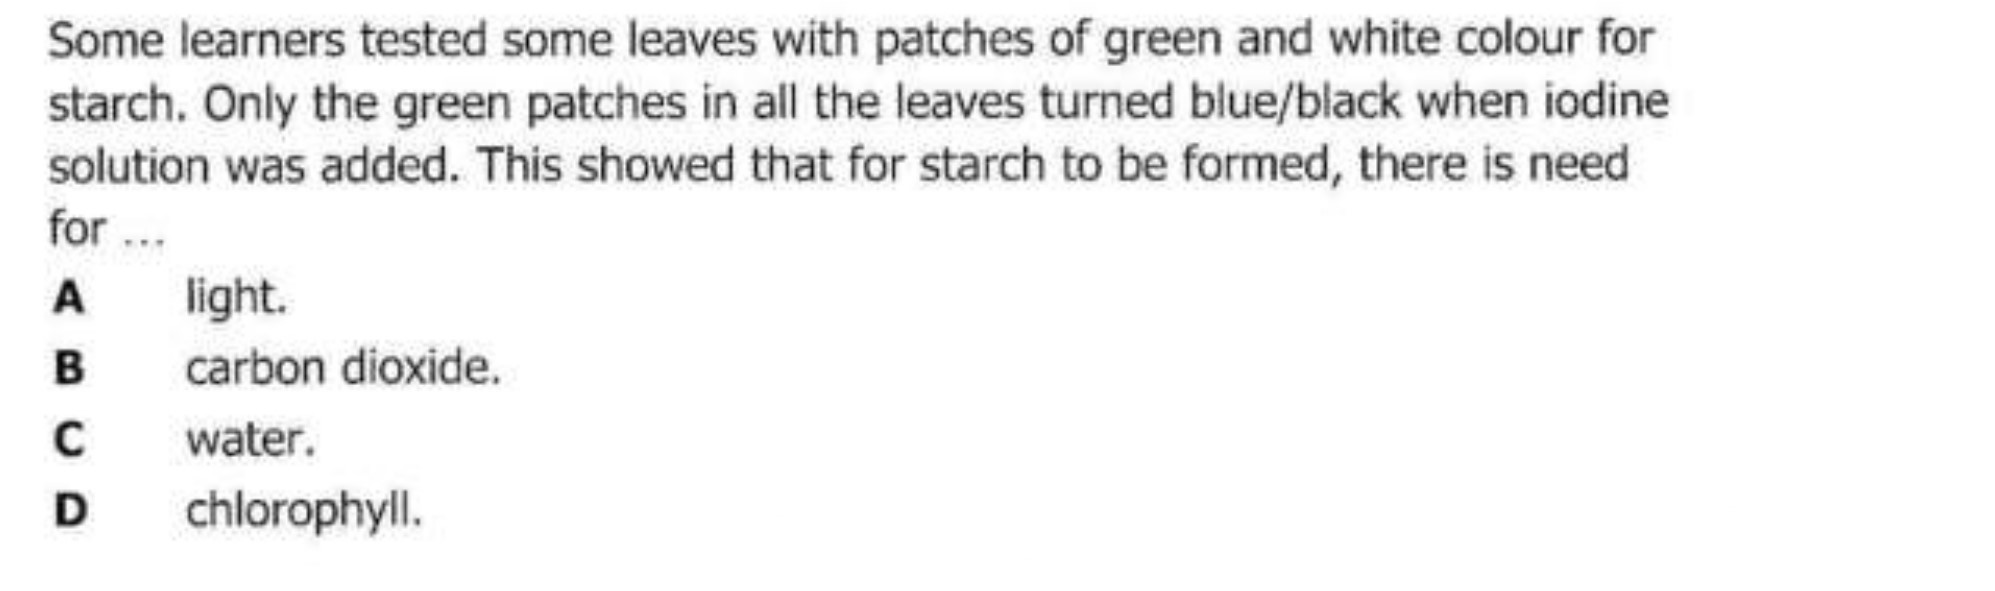 Some learners tested some leaves with patches of green and white colour for
starch. Only the green patches in all the leaves turned blue/black when iodine
solution was added. This showed that for starch to be formed, there is need
for ...
A light.
B carbon dioxide.
C water.
D chlorophyll.